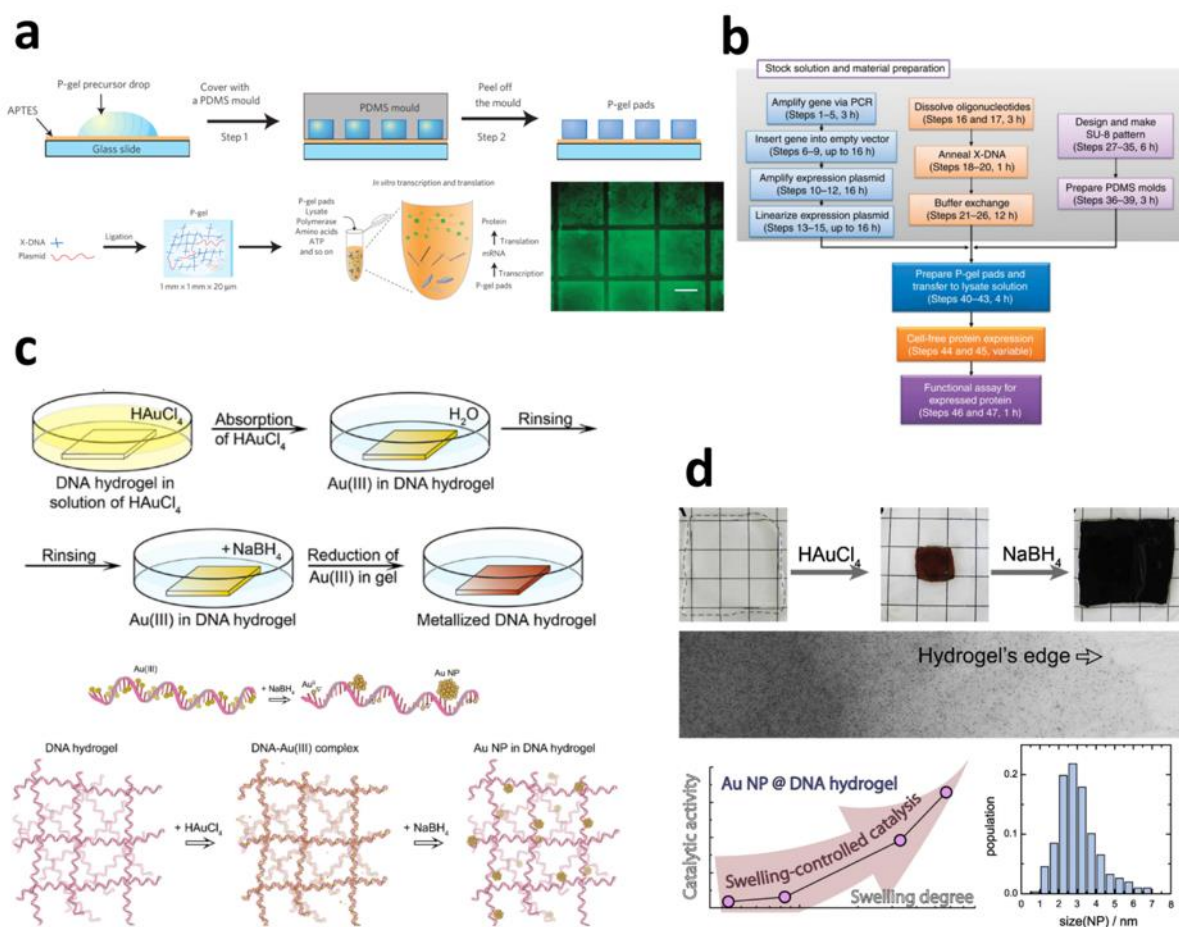 a
P-gel precursor drop
APTES
Glass slide
Cover with
a PDMS mould
Step 1
PDMS mould
Peel off
the mould
Step 2
P-gel pads
X-DNA
Plasmid
Ligation
P-gel
1 mm × 1 mm × 20 μm
In vitro transcription and translation
P-gel pads
Lysate
Polymerase
Amino acids
ATP
and so on
Protein
Translation
mRNA
Transcription
P-gel pads
b
Stock solution and material preparation
Amplify gene via PCR
(Steps 1–5, 3 h)
Insert gene into empty vector
(Steps 6–9, up to 16 h)
Amplify expression plasmid
(Steps 10–12, 16 h)
Linearize expression plasmid
(Steps 13–15, up to 16 h)
Dissolve oligonucleotides
(Steps 16 and 17, 3 h)
Anneal X-DNA
(Steps 18–20, 1 h)
Buffer exchange
(Steps 21–26, 12 h)
Design and make
SU-8 pattern
(Steps 27–35, 6 h)
Prepare PDMS molds
(Steps 36–39, 3 h)
Prepare P-gel pads and
transfer to lysate solution
(Steps 40–43, 4 h)
Cell-free protein expression
(Steps 44 and 45, variable)
Functional assay for
expressed protein
(Steps 46 and 47, 1 h)
c
HAuCl₄
DNA hydrogel in
solution of HAuCl₄
Absorption
of HAuCl₄
H₂O
Au(III) in DNA hydrogel
Rinsing
Rinsing
+NaBH₄
Au(III) in DNA hydrogel
Reduction of
Au(III) in gel
Metallized DNA hydrogel
Au(III)
+ NaBH₄
Au⁰
Au NP
DNA hydrogel
+ HAuCl₄
DNA-Au(III) complex
+ NaBH₄
Au NP in DNA hydrogel
d
HAuCl₄
NaBH₄
Hydrogel's edge
Au NP @ DNA hydrogel
Catalytic activity
Swelling-controlled catalysis
Swelling degree
population
0.2
0.1
0.0
0 1 2 3 4 5 6 7 8
size(NP) / nm